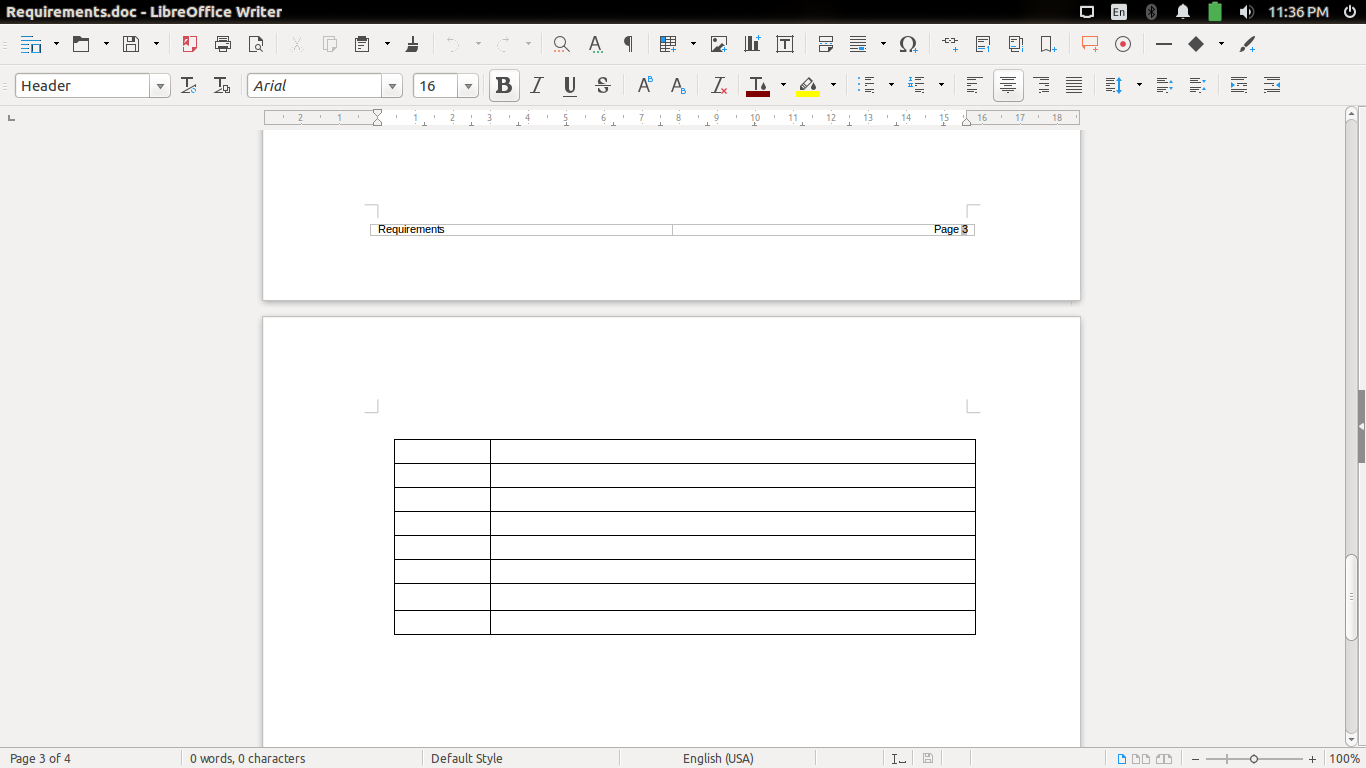 Requirements.doc - LibreOffice Writer
En
11:36 PM
Header
Arial
16
2 1 1 2 3 4 5 6 7 8 9 10 11 12 13 14 15 16 17 18
Requirements Page 3
Page 3 of 4
0 words, 0 characters
Default Style
English (USA)
100%